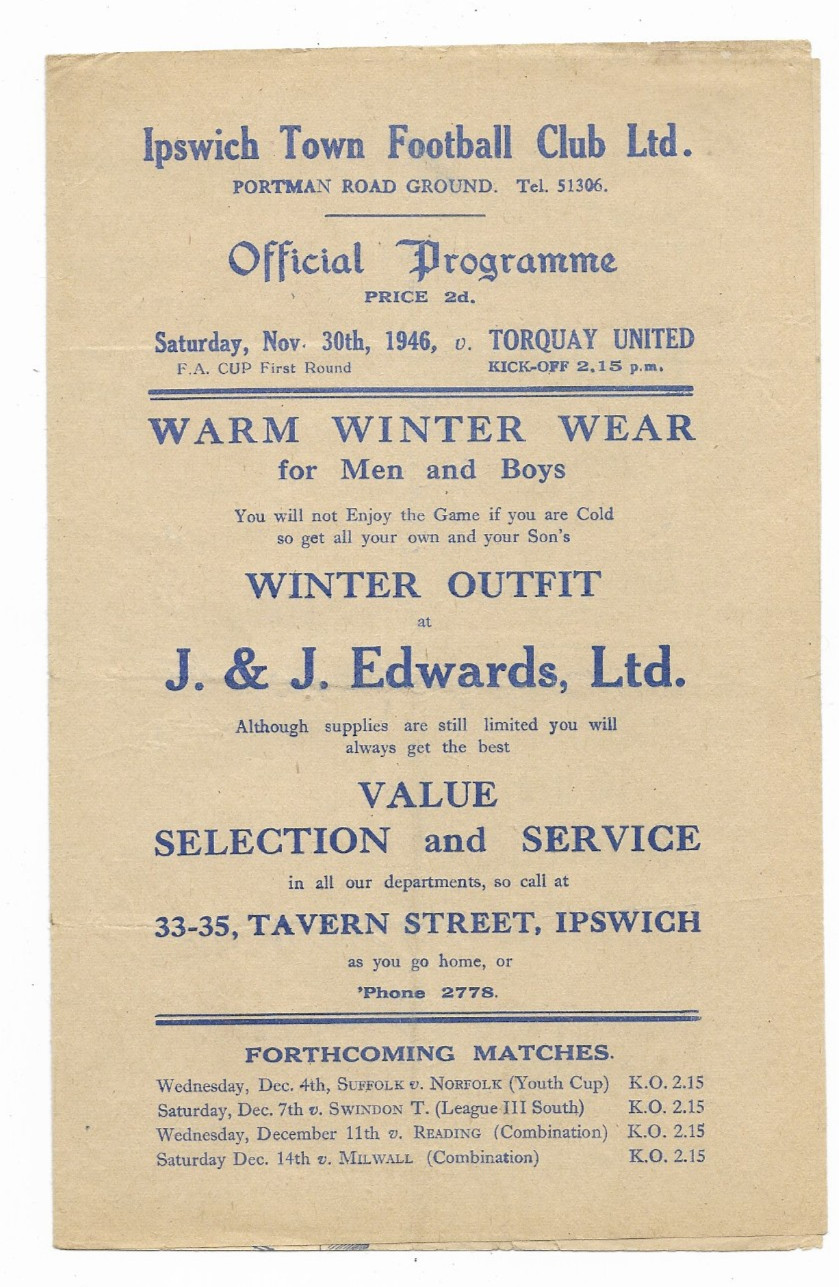 Ipswich Town Football Club Ltd.
PORTMAN ROAD GROUND. Tel. 51306.
Official Programme
PRICE 2d.
Saturday, Nov. 30th, 1946, v. TORQUAY UNITED
F.A. CUP First Round KICK-OFF 2.15 p.m.
WARM WINTER WEAR
for Men and Boys
You will not Enjoy the Game if you are Cold
so get all your own and your Son's
WINTER OUTFIT
at
J. & J. Edwards, Ltd.
Although supplies are still limited you will
always get the best
VALUE
SELECTION and SERVICE
in all our departments, so call at
33-35, TAVERN STREET, IPSWICH
as you go home, or
'Phone 2778.
FORTHCOMING MATCHES.
Wednesday, Dec. 4th, SUFFOLK v. NORFOLK (Youth Cup) K.O. 2.15
Saturday, Dec. 7th v. SWINDON T. (League III South) K.O. 2.15
Wednesday, December 11th v. READING (Combination) K.O. 2.15
Saturday Dec. 14th v. MILWALL (Combination) K.O. 2.15